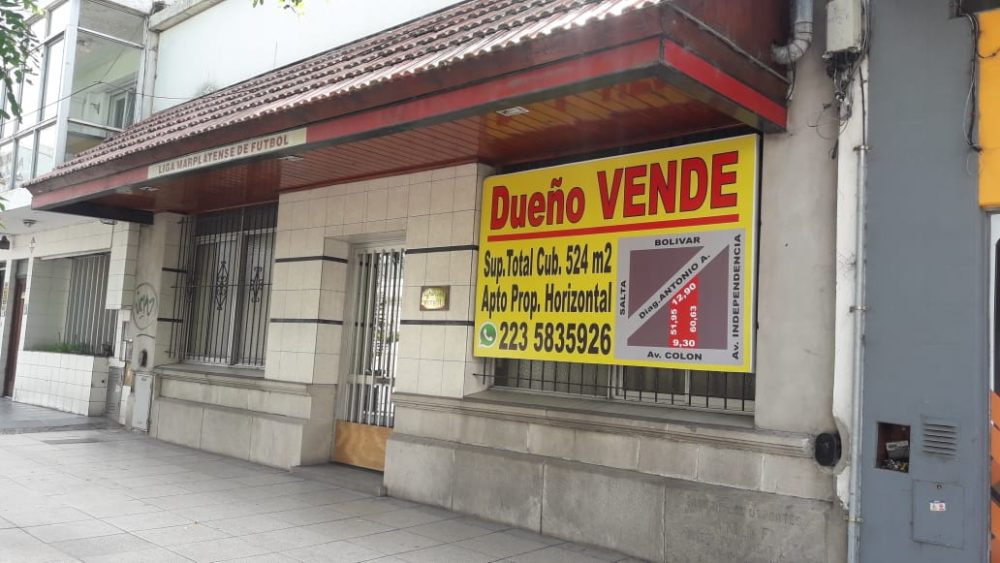 LIGA MARPLATENSE DE FUTBOL
Dueño VENDE
Sup.Total Cub. 524 m2
Apto Prop. Horizontal
223 5835926
BOLIVAR
SALTA
Diag.ANTONIO A.
Av. INDEPENDENCIA
12,90
51,95
60,63
9,30
Av. COLON